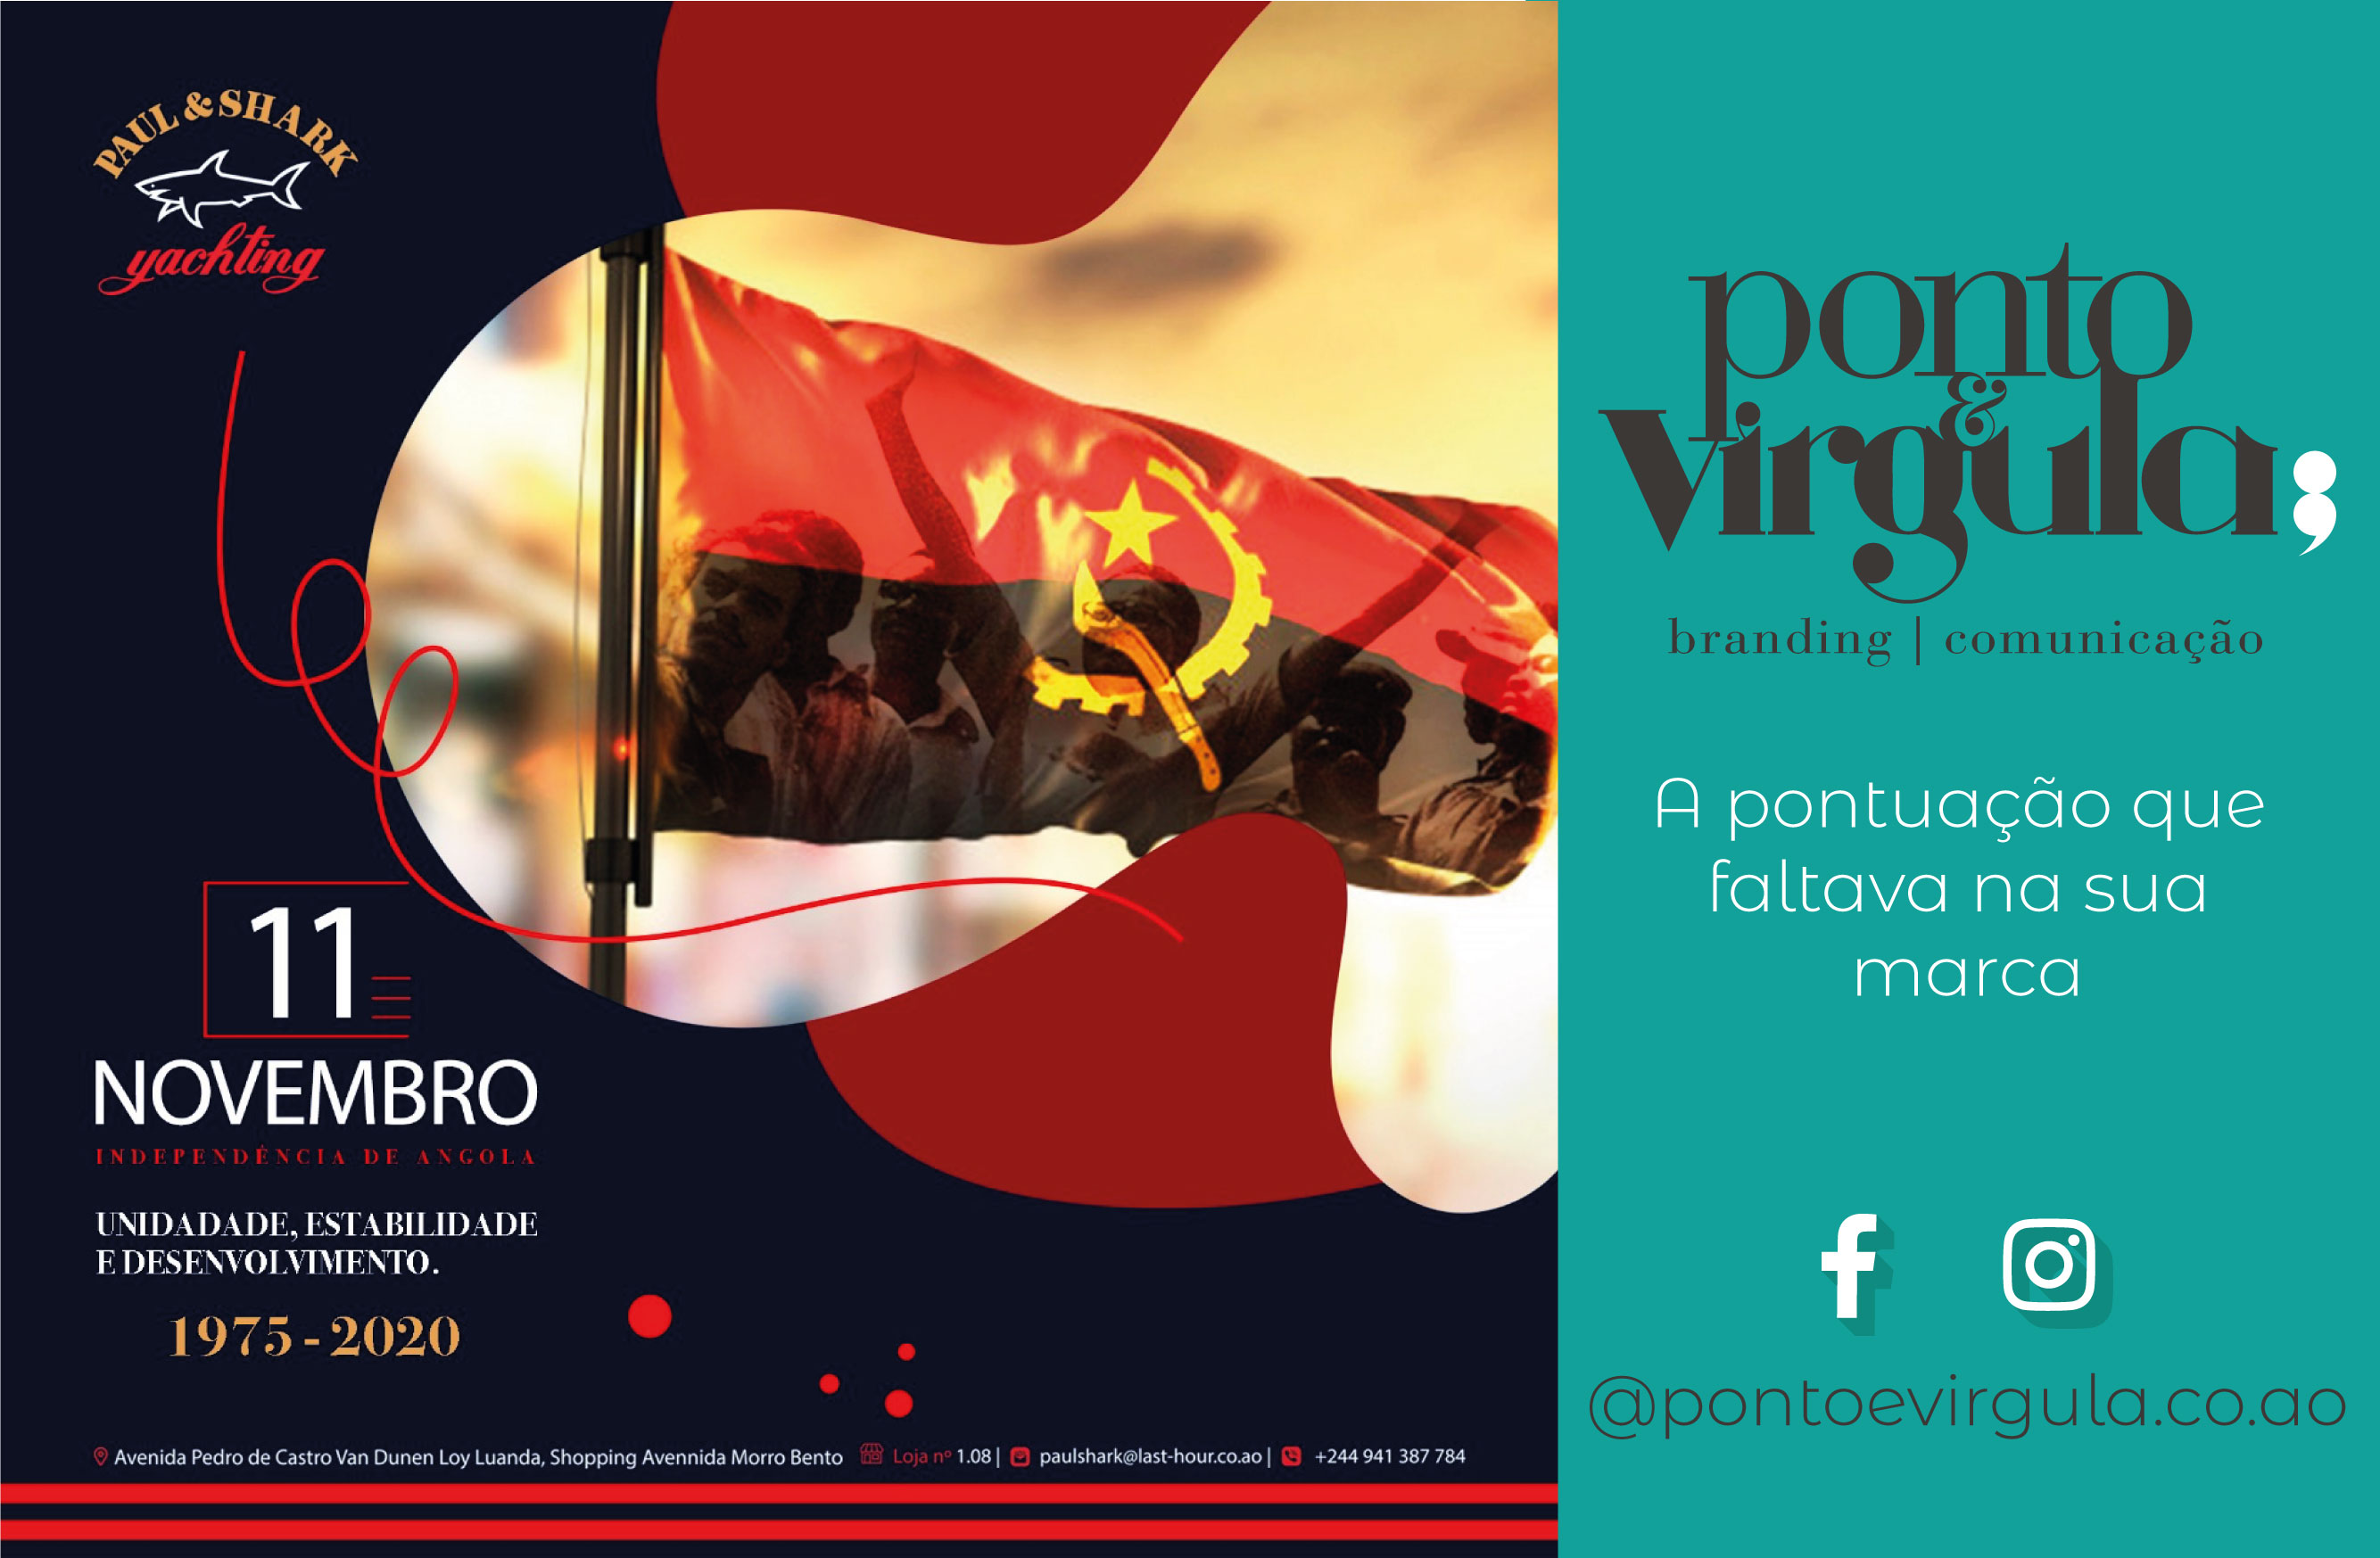 PAUL & SHARK
yachting
11
NOVEMBRO
INDEPENDÊNCIA DE ANGOLA
UNIDADADE, ESTABILIDADE
E DESENVOLVIMENTO.
1975 - 2020
Avenida Pedro de Castro Van Dunen Loy Luanda, Shopping Avennida Morro Bento Loja nº 1.08 | paulshark@last-hour.co.ao | +244 941 387 784
ponto
&
virgula;
branding | comunicação
A pontuação que
faltava na sua
marca
@pontoevirgula.co.ao